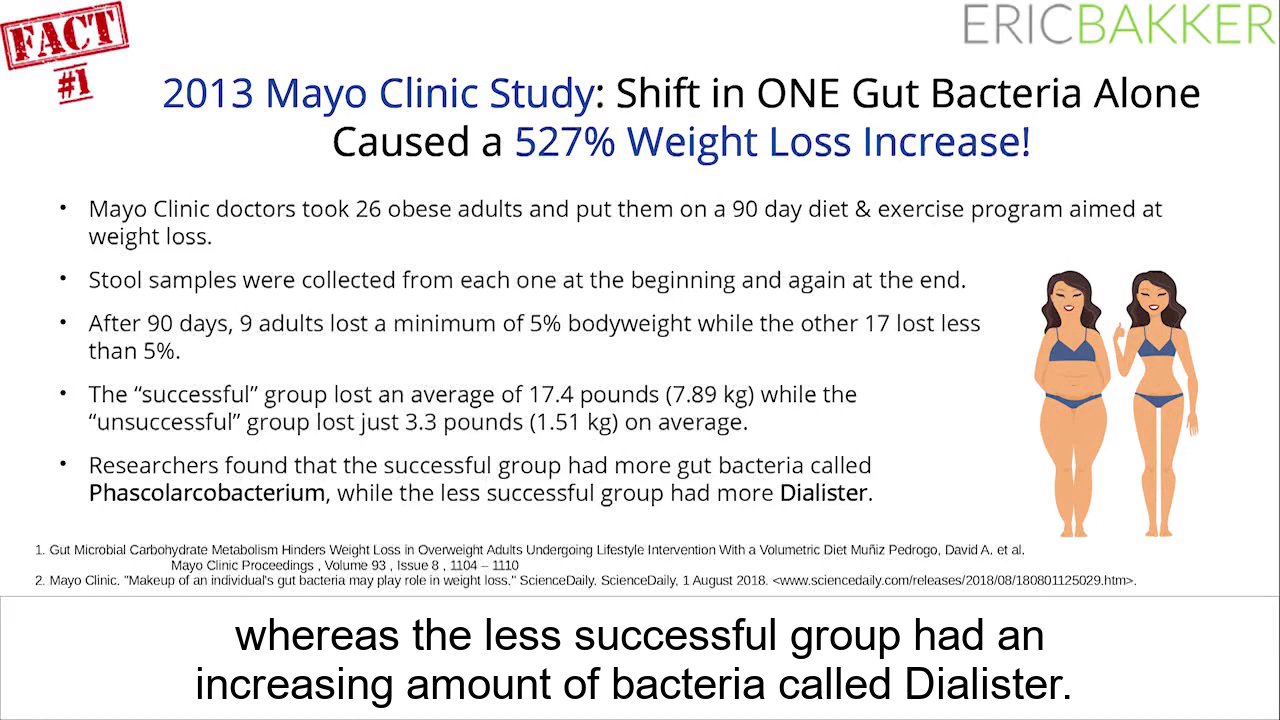 FACT
#1
ERICBAKKER
2013 Mayo Clinic Study: Shift in ONE Gut Bacteria Alone
Caused a 527% Weight Loss Increase!
• Mayo Clinic doctors took 26 obese adults and put them on a 90 day diet & exercise program aimed at
weight loss.
• Stool samples were collected from each one at the beginning and again at the end.
• After 90 days, 9 adults lost a minimum of 5% bodyweight while the other 17 lost less
than 5%.
• The “successful” group lost an average of 17.4 pounds (7.89 kg) while the
“unsuccessful” group lost just 3.3 pounds (1.51 kg) on average.
• Researchers found that the successful group had more gut bacteria called
Phascolarcobacterium, while the less successful group had more Dialister.
1. Gut Microbial Carbohydrate Metabolism Hinders Weight Loss in Overweight Adults Undergoing Lifestyle Intervention With a Volumetric Diet Muñiz Pedrogo, David A. et al.
Mayo Clinic Proceedings , Volume 93 , Issue 8 , 1104 – 1110
2. Mayo Clinic. "Makeup of an individual's gut bacteria may play role in weight loss." ScienceDaily. ScienceDaily, 1 August 2018. <www.sciencedaily.com/releases/2018/08/180801125029.htm>.
whereas the less successful group had an
increasing amount of bacteria called Dialister.